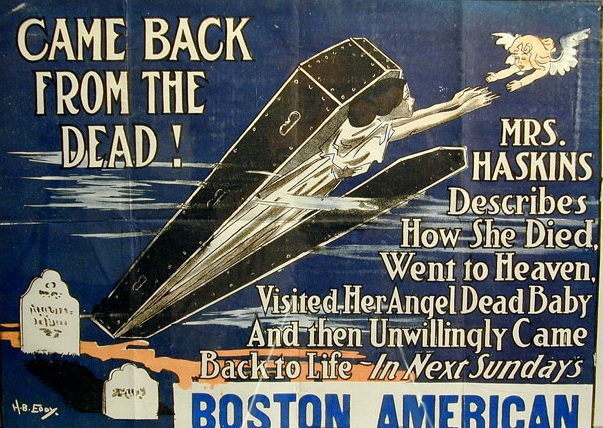 CAME BACK
FROM THE
DEAD!
MRS.
HASKINS
Describes
How She Died,
Went to Heaven,
Visited Her Angel Dead Baby
And then Unwillingly Came
Back to Life - In Next Sunday's
BOSTON AMERICAN
H.B. EDDY.